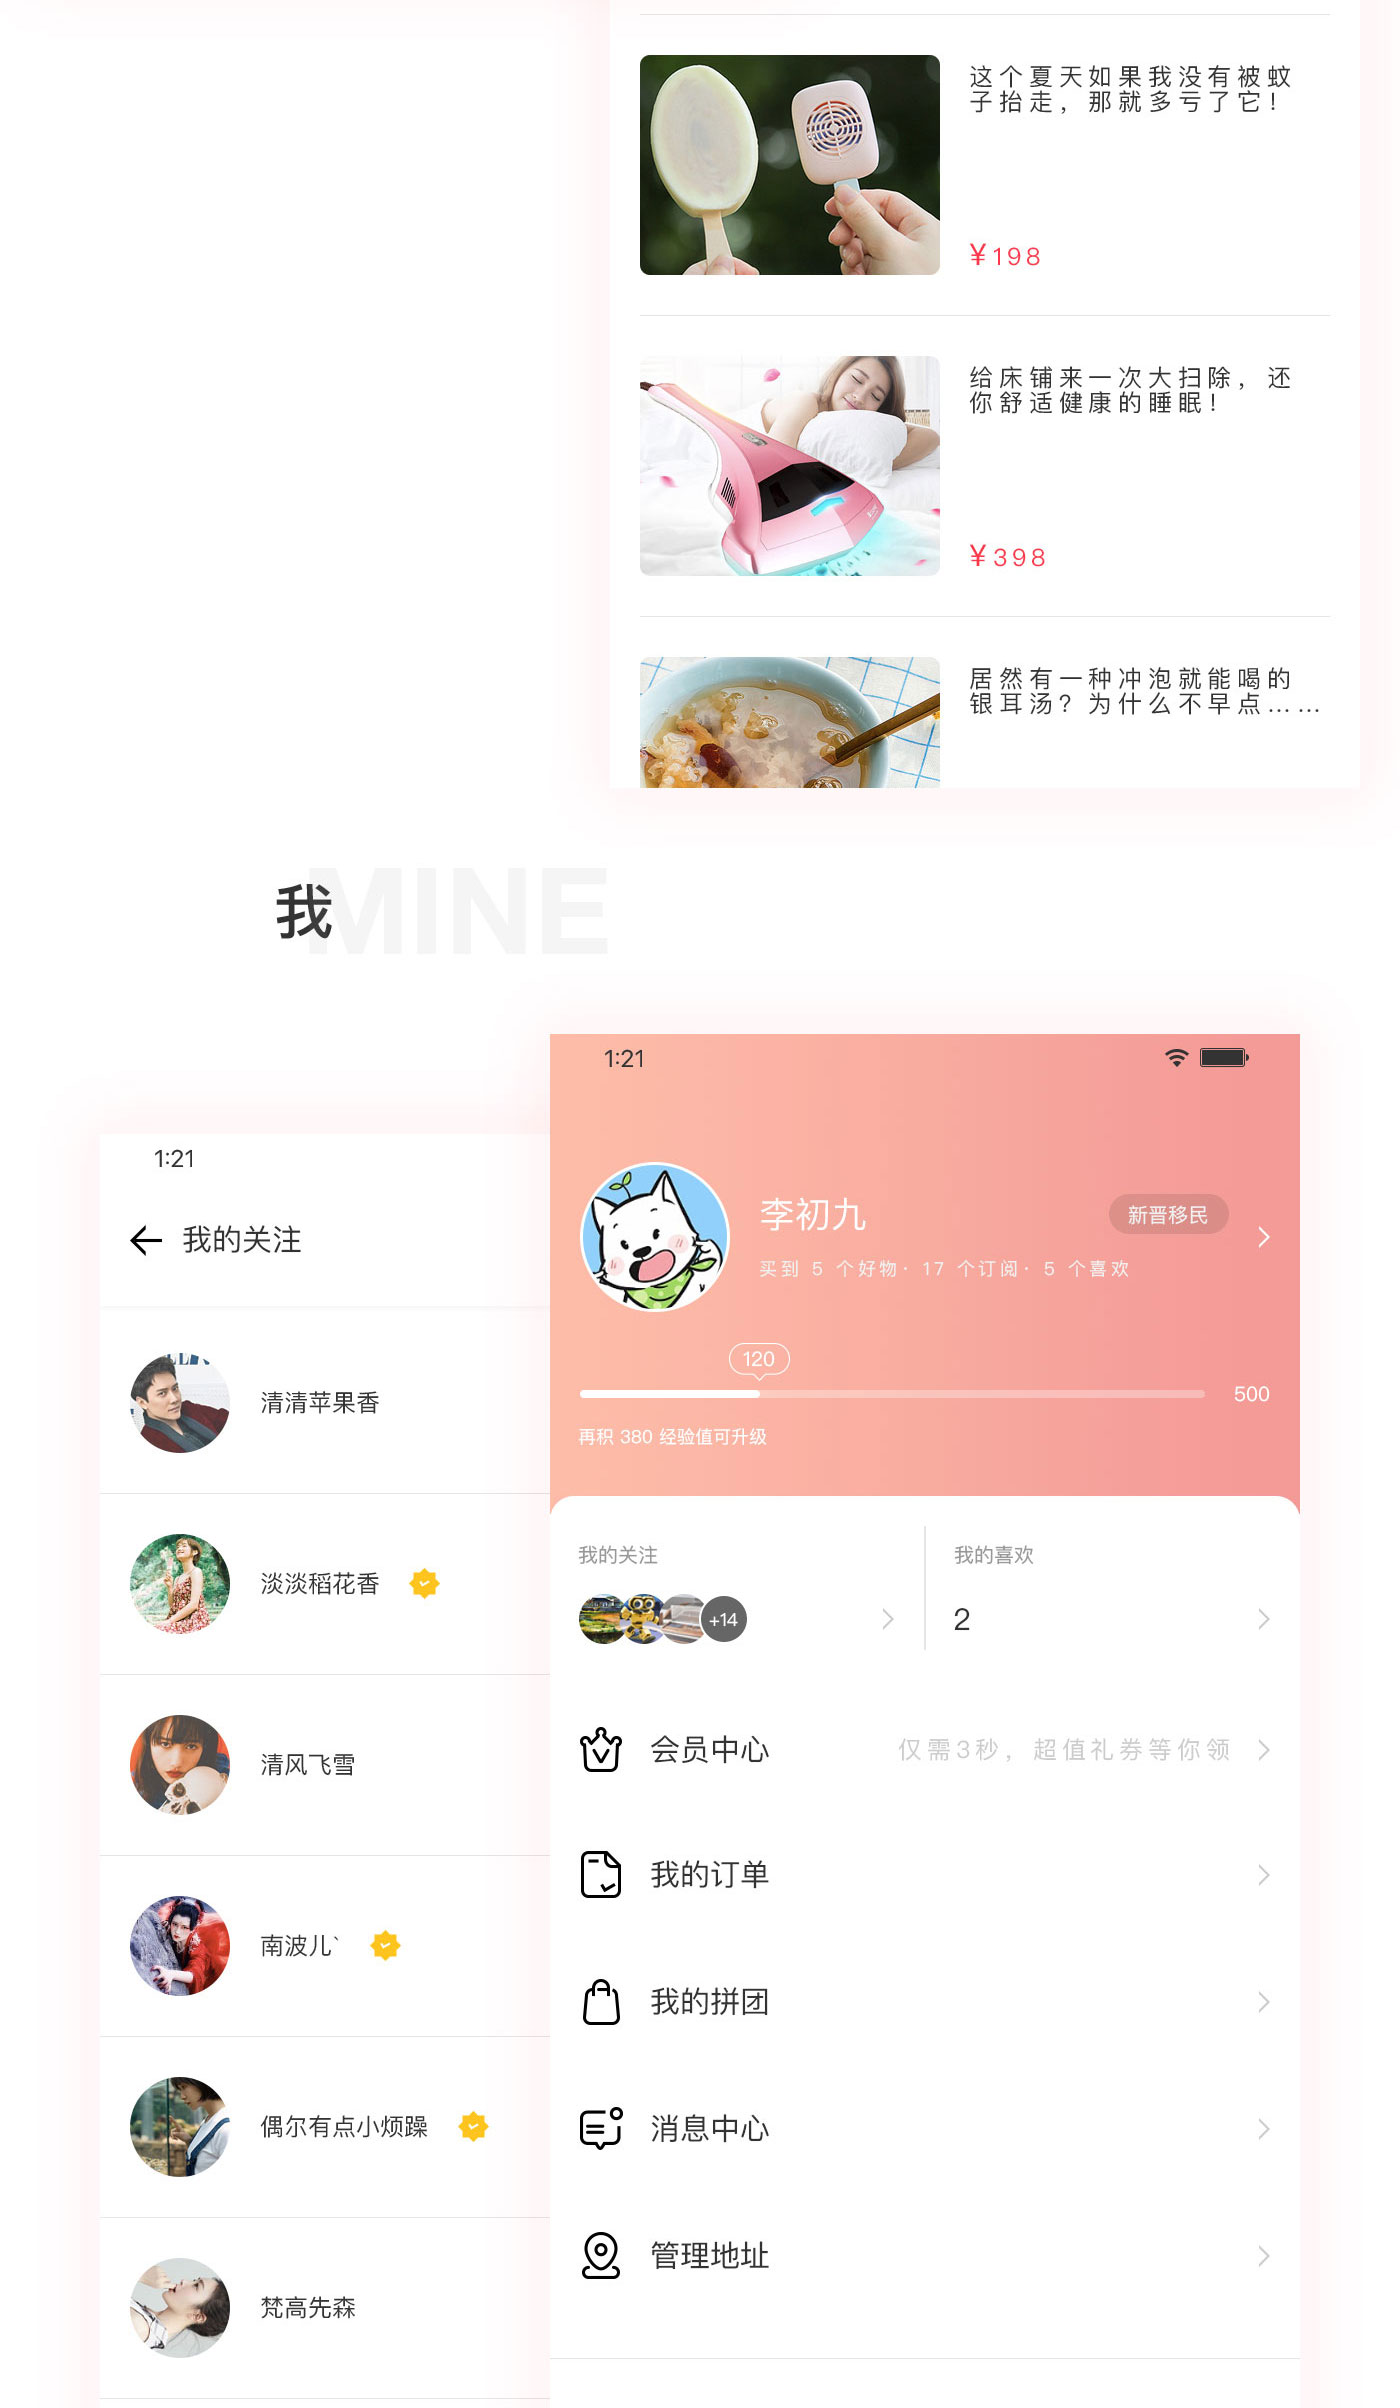 这个夏天如果我没有被蚊
子抬走，那就多亏了它！
¥198
给床铺来一次大扫除，还
你舒适健康的睡眠！
¥398
居然有一种冲泡就能喝的
银耳汤？为什么不早点……
我
MINE
1:21
我的关注
清清苹果香
淡淡稻花香
清风飞雪
南波儿`
偶尔有点小烦躁
梵高先森
1:21
李初九
新晋移民
买到 5 个好物· 17 个订阅· 5 个喜欢
120
500
再积 380 经验值可升级
我的关注
+14
我的喜欢
2
会员中心
仅需3秒，超值礼券等你领
我的订单
我的拼团
消息中心
管理地址